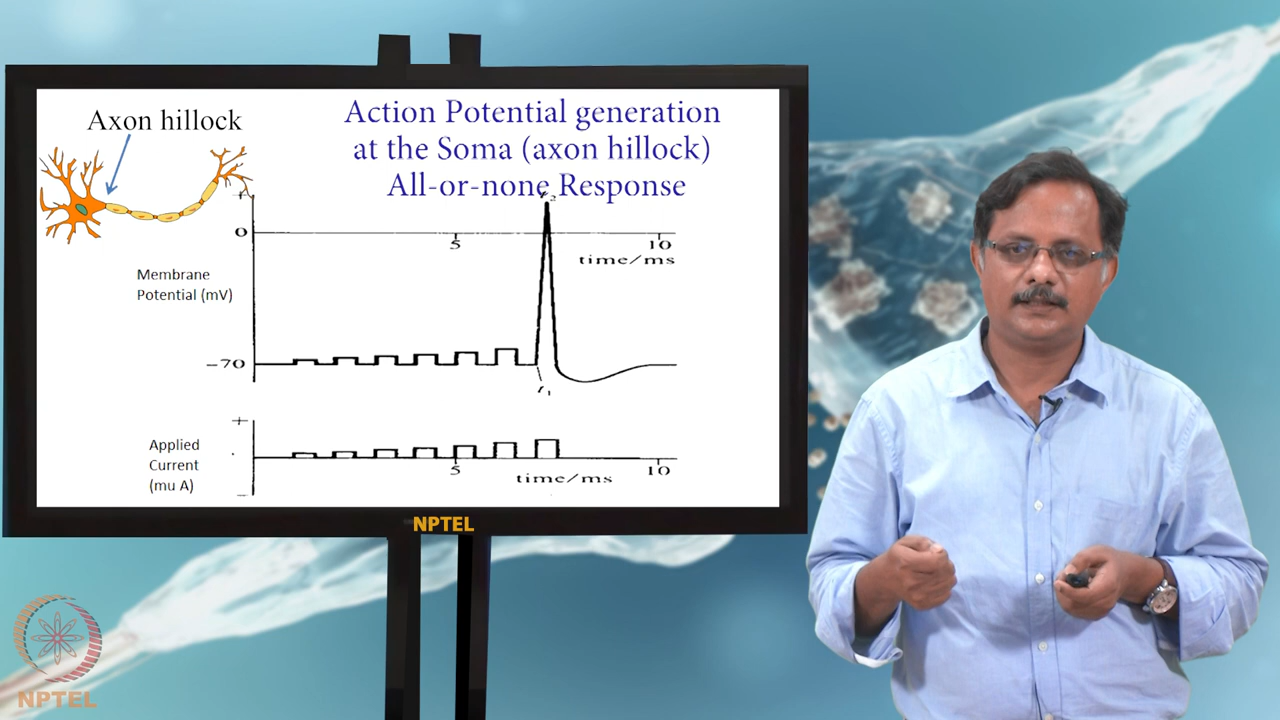 Axon hillock
Action Potential generation
at the Soma (axon hillock)
All-or-none Response
+
0
5
10
time/ms
Membrane
Potential (mV)
-70
+
Applied
Current
(mu A)
5
10
time/ms
-
NPTEL
NPTEL